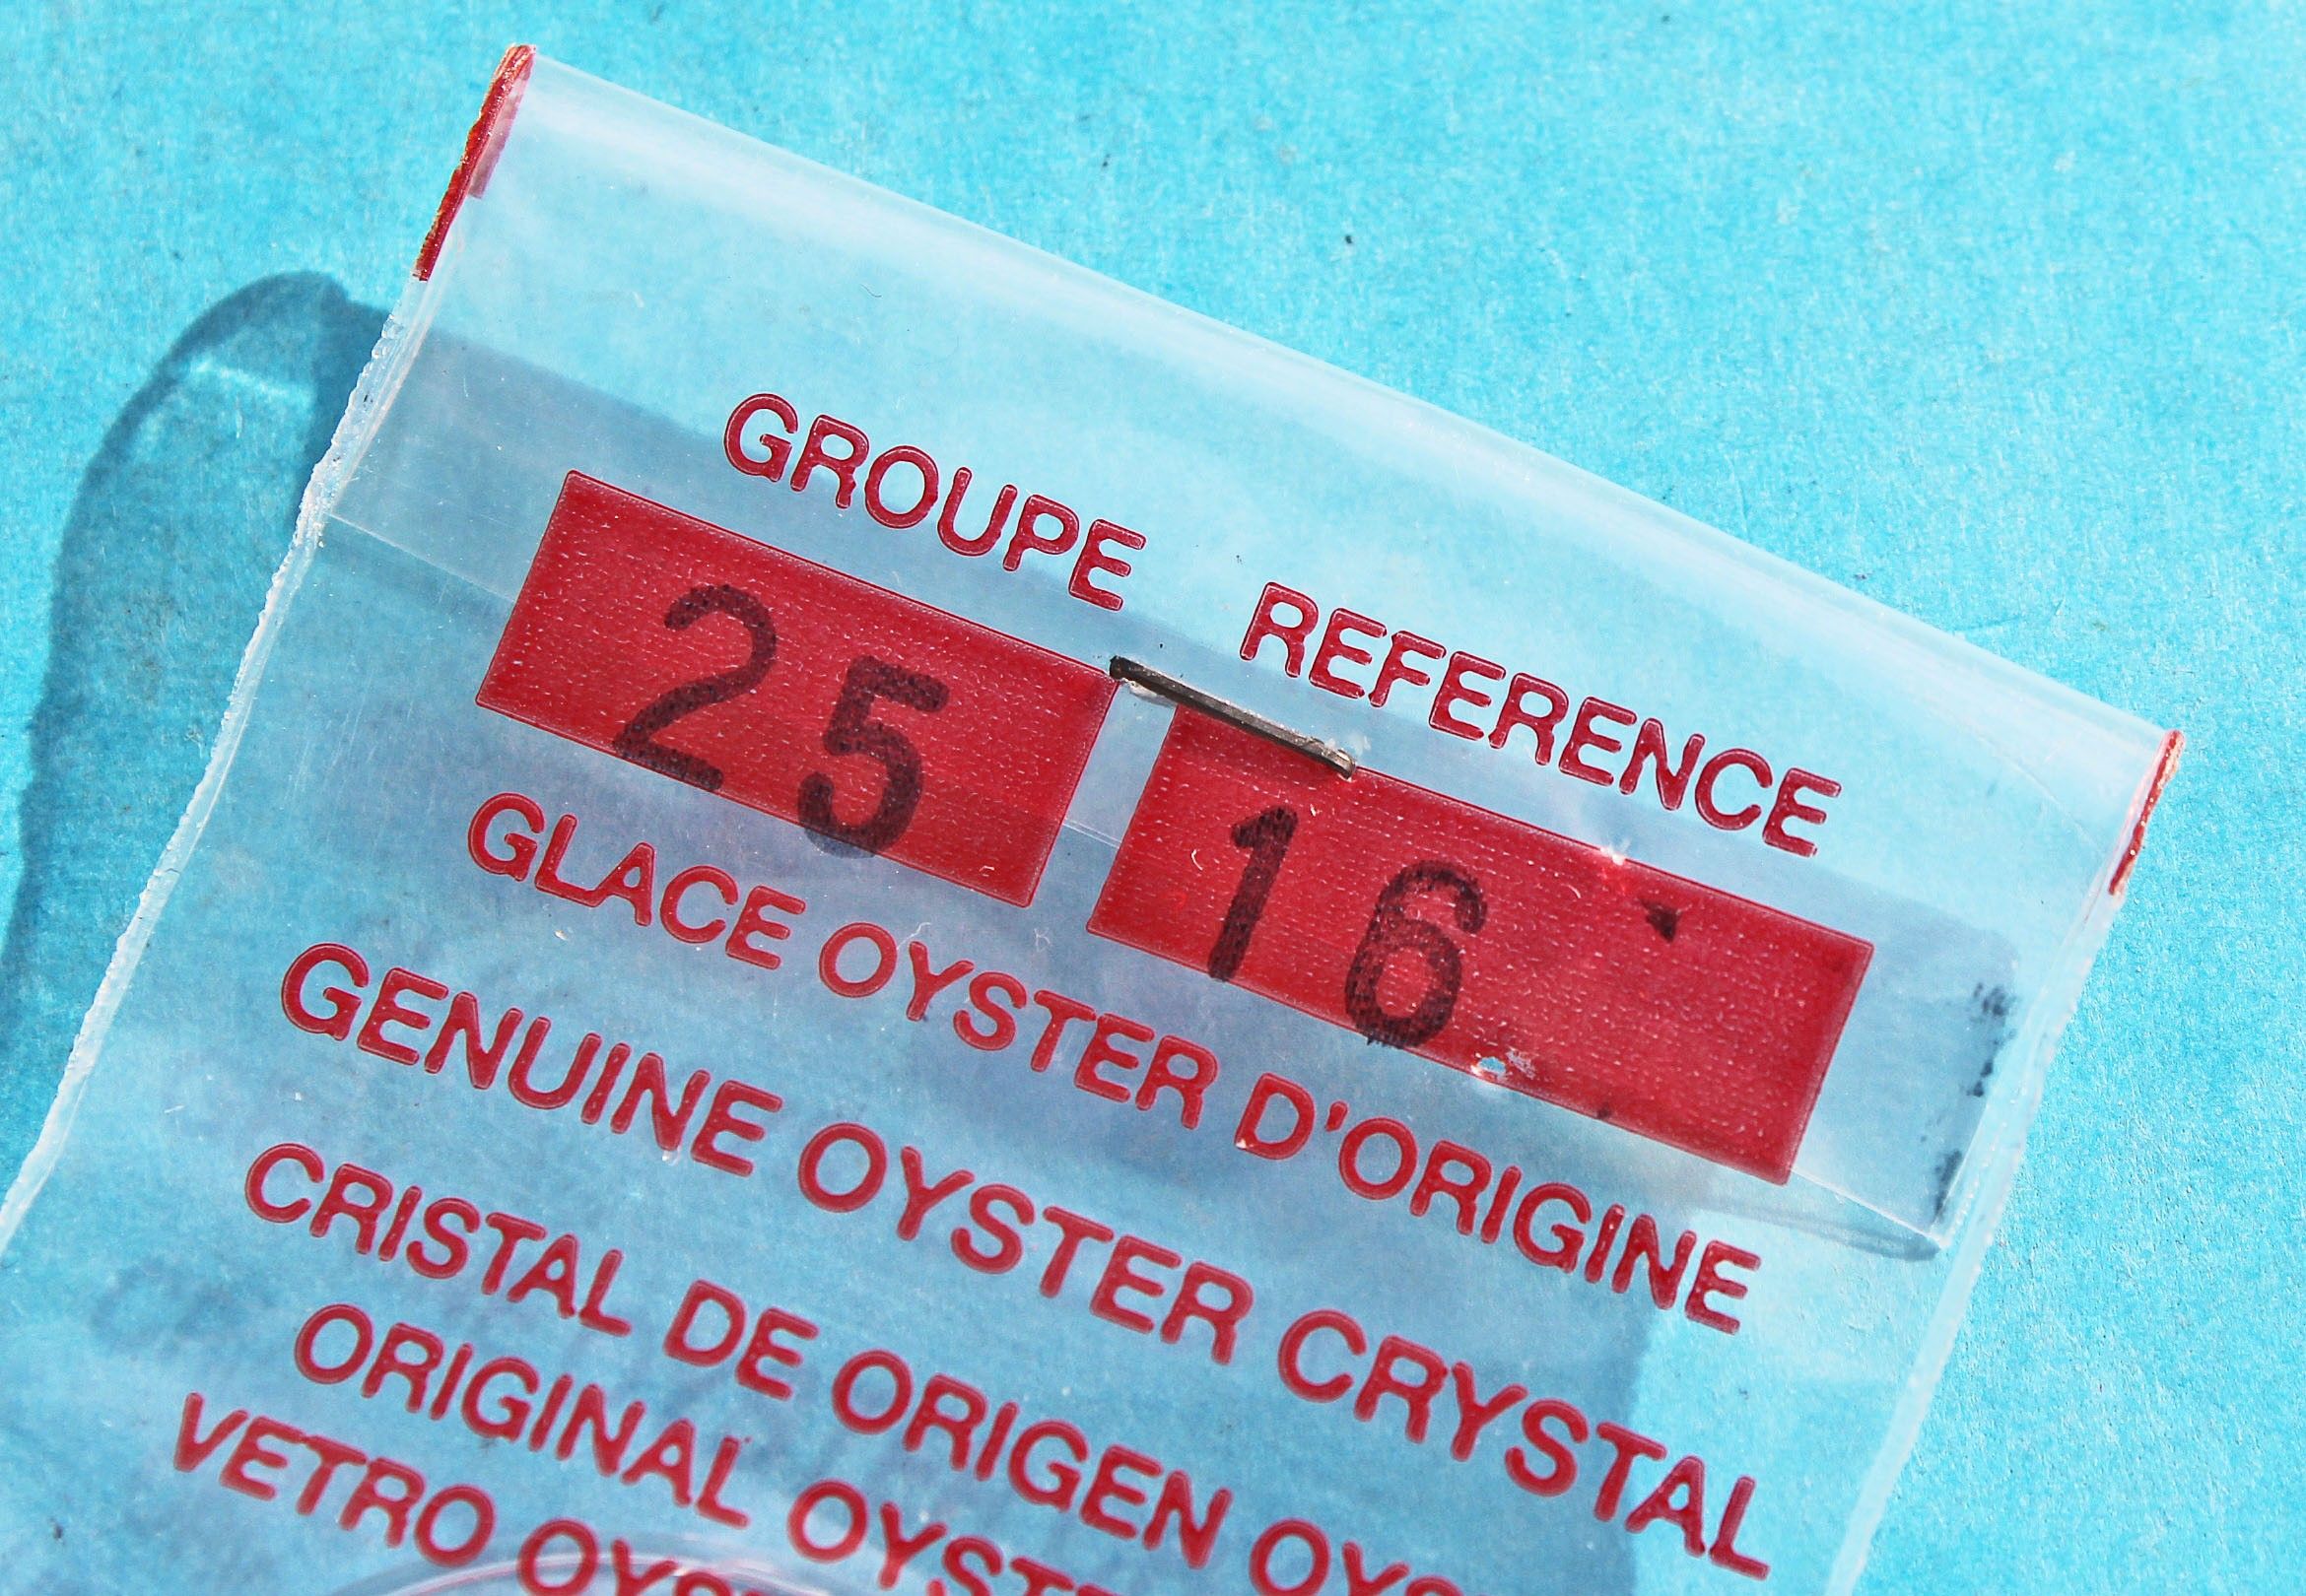 GROUPE REFERENCE
25 16
GLACE OYSTER D'ORIGINE
GENUINE OYSTER CRYSTAL
CRISTAL DE ORIGEN
ORIGINAL
VETRO